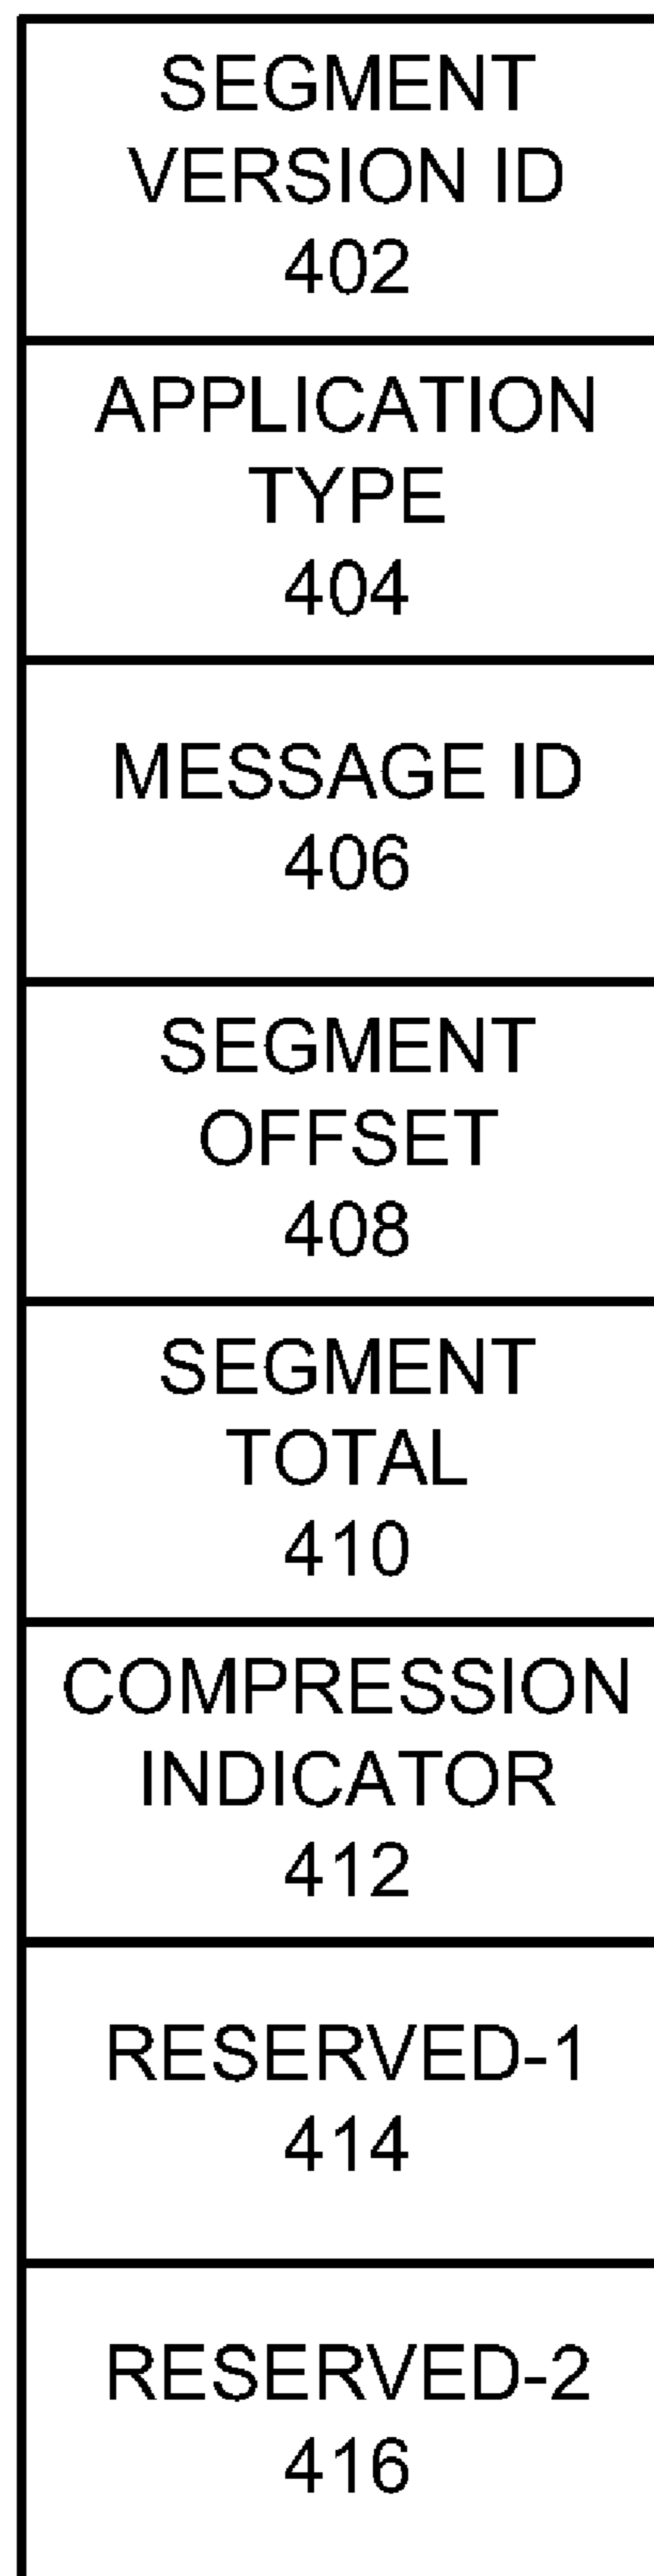 SEGMENT
VERSION ID
402
APPLICATION
TYPE
404
MESSAGE ID
406
SEGMENT
OFFSET
408
SEGMENT
TOTAL
410
COMPRESSION
INDICATOR
412
RESERVED-1
414
RESERVED-2
416